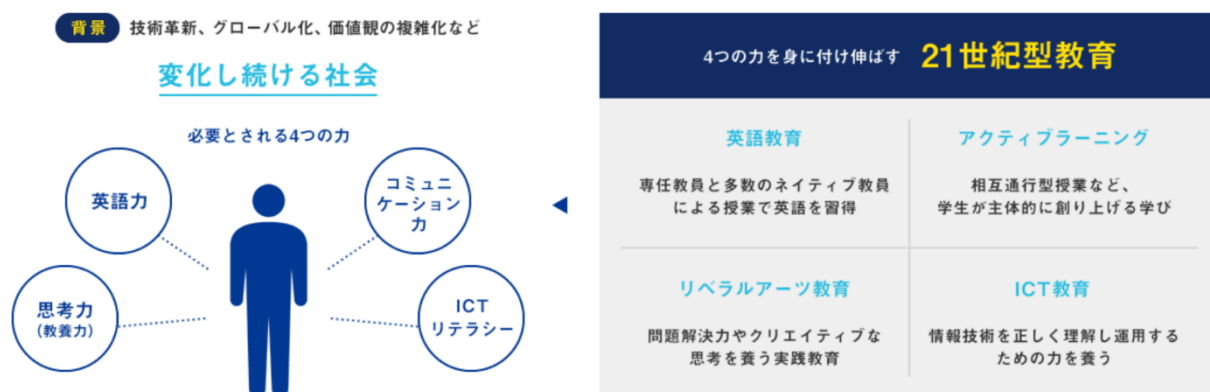 背景 技術革新、グローバル化、価値観の複雑化など
変化し続ける社会
必要とされる4つの力
英語力
コミュニ
ケーション
力
思考力
(教養力)
ICT
リテラシー
4つの力を身に付け伸ばす 21世紀型教育
英語教育
専任教員と多数のネイティブ教員
による授業で英語を習得
アクティブラーニング
相互通行型授業など、
学生が主体的に創り上げる学び
リベラルアーツ教育
問題解決力やクリエイティブな
思考を養う実践教育
ICT教育
情報技術を正しく理解し運用する
ための力を養う